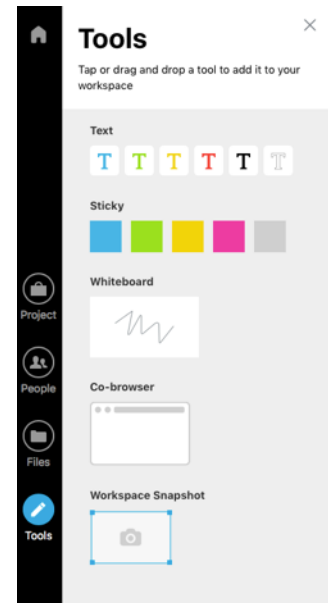 Tools
Tap or drag and drop a tool to add it to your
workspace
Text
T T T T T T
Sticky
Whiteboard
Co-browser
Workspace Snapshot
Project
People
Files
Tools